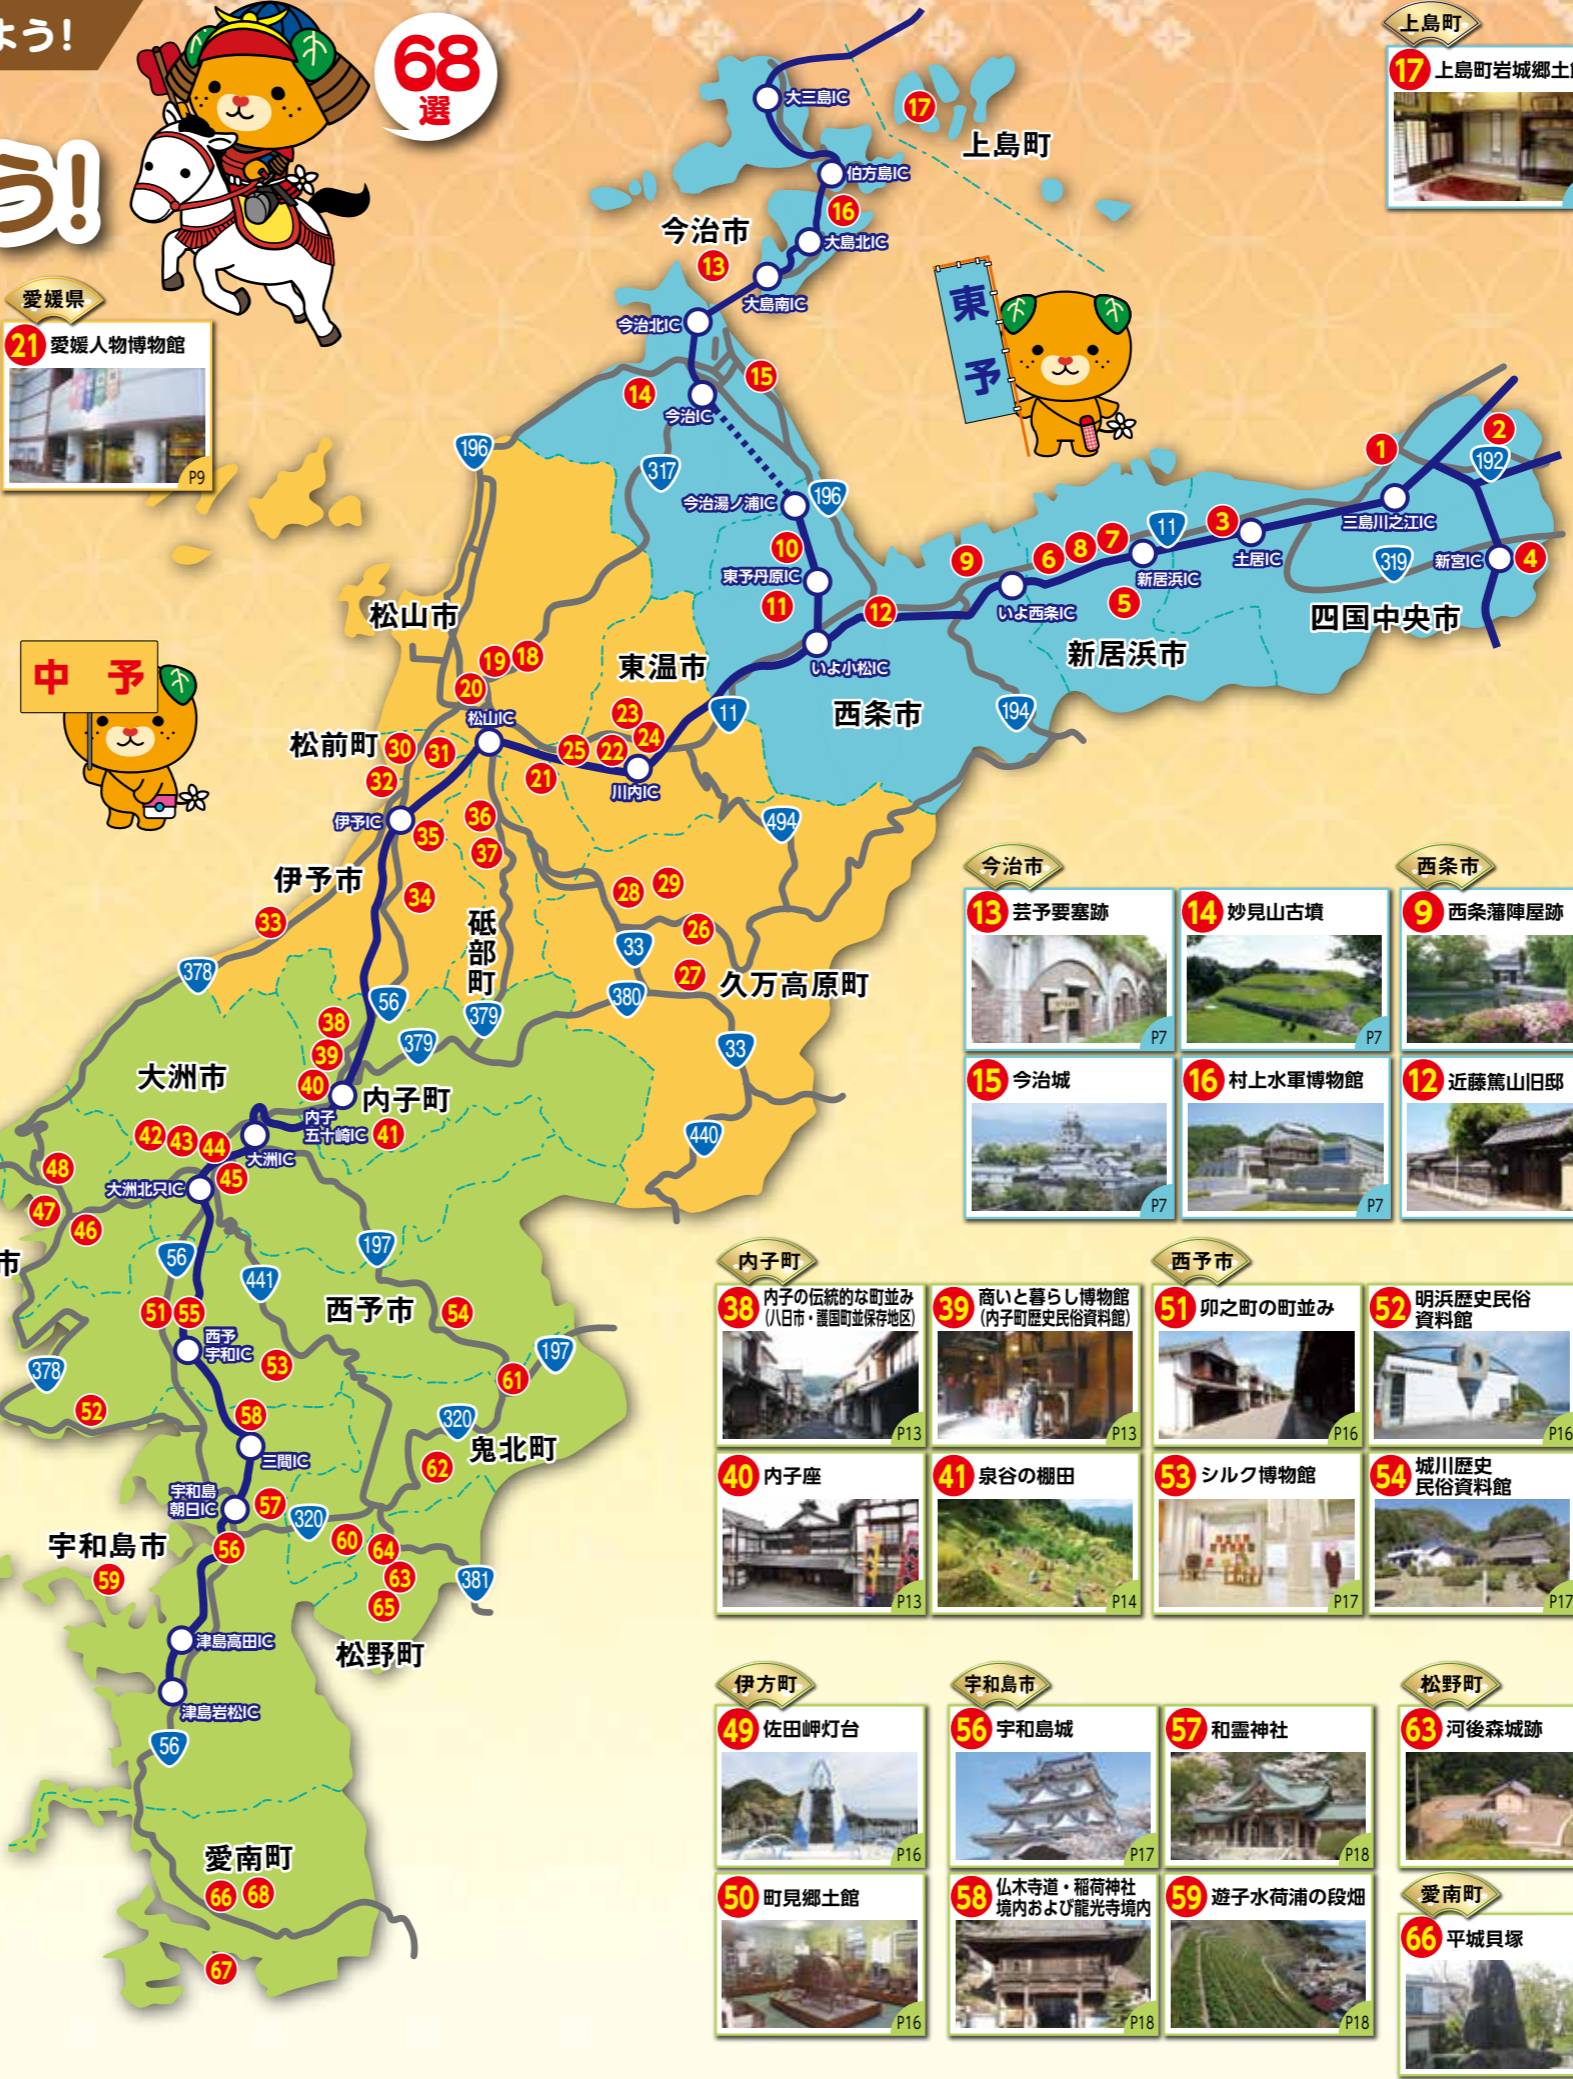 よう!
う!
68
選
愛媛県
21 愛媛人物博物館
P9
中 予
東予
上島町
17 上島町岩城郷土館
大三島IC
17
上島町
伯方島IC
16
今治市
大島北IC
13
大島南IC
今治北IC
14
15
今治IC
196
317
今治湯ノ浦IC
196
10
東予丹原IC
11
12
いよ小松IC
9
6
8
7
11
3
いよ西条IC
新居浜IC
5
土居IC
1
2
192
三島川之江IC
319
新宮IC
4
四国中央市
新居浜市
西条市
194
松山市
19
18
20
東温市
松山IC
23
11
24
25
22
21
川内IC
松前町
30
31
32
伊予IC
35
36
37
494
伊予市
34
28
29
33
砥部町
26
33
27
久万高原町
378
56
379
380
38
379
33
39
40
大洲市
内子町
内子
五十崎IC
41
440
42
43
44
大洲IC
48
大洲北只IC
45
47
46
市
56
197
441
51
55
西予市
54
西予
宇和IC
53
197
378
61
52
58
320
鬼北町
三間IC
62
宇和島
朝日IC
57
320
60
64
宇和島市
56
59
63
381
65
津島高田IC
松野町
津島岩松IC
56
愛南町
66
68
67
今治市
13 芸予要塞跡
P7
14 妙見山古墳
P7
15 今治城
P7
16 村上水軍博物館
P7
西条市
9 西条藩陣屋跡
12 近藤篤山旧邸
内子町
38 内子の伝統的な町並み
(八日市・護国町並保存地区)
P13
39 商いと暮らし博物館
(内子町歴史民俗資料館)
P13
40 内子座
P13
41 泉谷の棚田
P14
西予市
51 卯之町の町並み
P16
52 明浜歴史民俗
資料館
P16
53 シルク博物館
P17
54 城川歴史
民俗資料館
P17
伊方町
49 佐田岬灯台
P16
50 町見郷土館
P16
宇和島市
56 宇和島城
P17
57 和霊神社
P18
58 仏木寺道・稲荷神社
境内および龍光寺境内
P18
59 遊子水荷浦の段畑
P18
松野町
63 河後森城跡
愛南町
66 平城貝塚